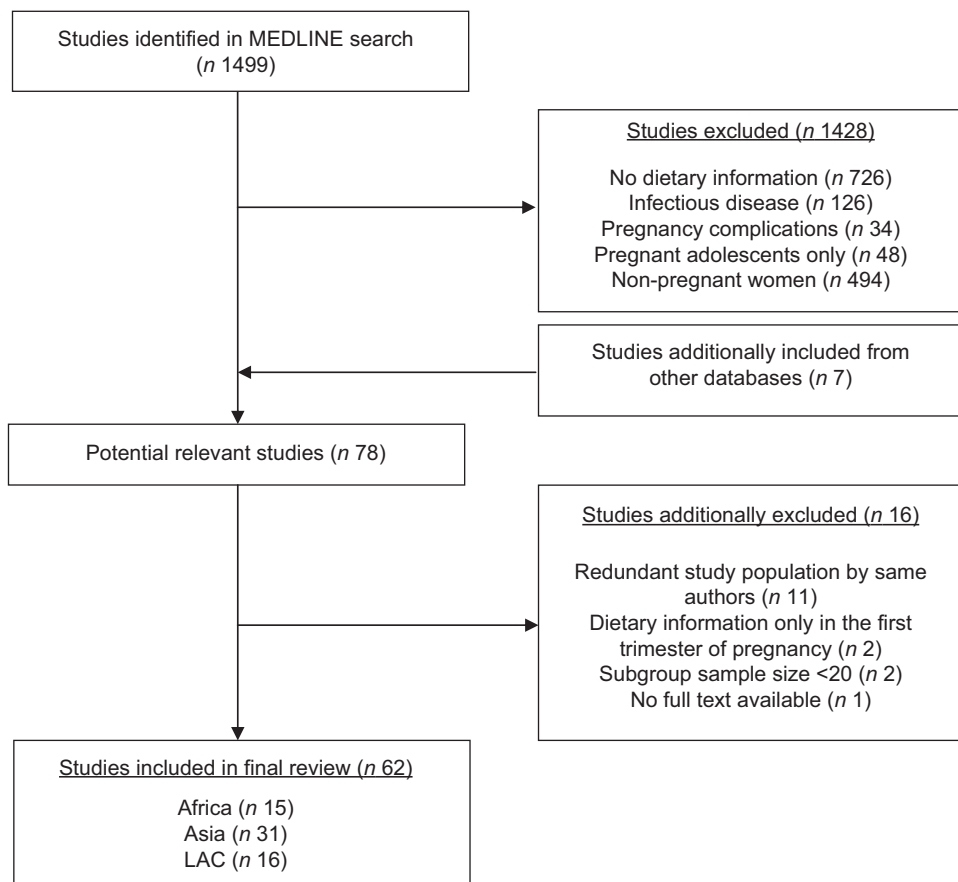 Studies identified in MEDLINE search
(n 1499)
Studies excluded (n 1428)
No dietary information (n 726)
Infectious disease (n 126)
Pregnancy complications (n 34)
Pregnant adolescents only (n 48)
Non-pregnant women (n 494)
Studies additionally included from
other databases (n 7)
Potential relevant studies (n 78)
Studies additionally excluded (n 16)
Redundant study population by same
authors (n 11)
Dietary information only in the first
trimester of pregnancy (n 2)
Subgroup sample size <20 (n 2)
No full text available (n 1)
Studies included in final review (n 62)
Africa (n 15)
Asia (n 31)
LAC (n 16)